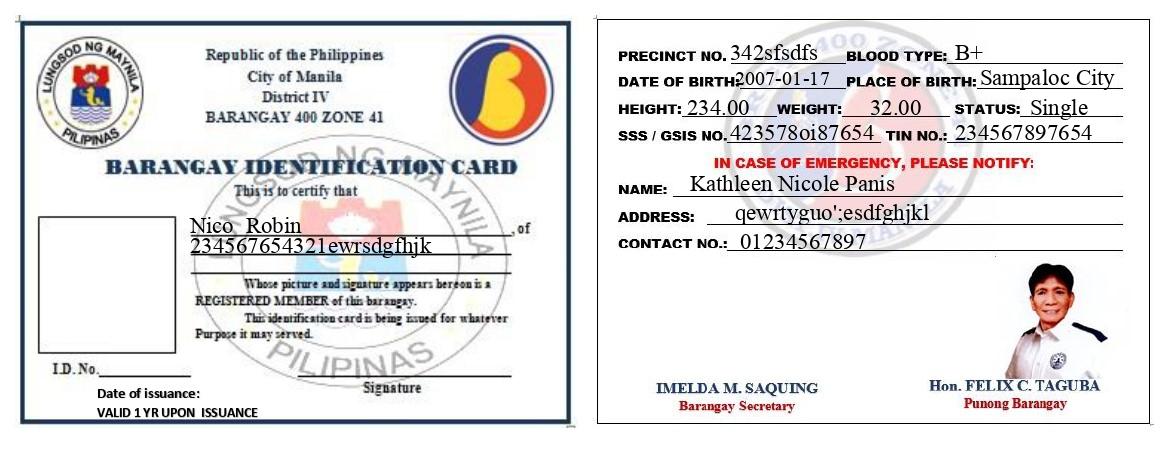 LUNGSOD NG MAYNILA
PILIPINAS
Republic of the Philippines
City of Manila
District IV
BARANGAY 400 ZONE 41
BARANGAY IDENTIFICATION CARD
This is to certify that
Nico Robin , of
234567654321ewrsdgfhjk
Whose picture and signature appears hereon is a
REGISTERED MEMBER of this barangay.
This identification card is being issued for whatever
Purpose it may served.
LUNGSOD NG MAYNILA
PILIPINAS
I.D. No.
Signature
Date of issuance:
VALID 1 YR UPON ISSUANCE
PRECINCT NO. 342sfsdfs BLOOD TYPE: B+
DATE OF BIRTH: 2007-01-17 PLACE OF BIRTH: Sampaloc City
HEIGHT: 234.00 WEIGHT: 32.00 STATUS: Single
SSS / GSIS NO. 423578oi87654 TIN NO.: 234567897654
IN CASE OF EMERGENCY, PLEASE NOTIFY:
NAME: Kathleen Nicole Panis
ADDRESS: qewrtyguo';esdfghjkl
CONTACT NO.: 01234567897
IMELDA M. SAQUING
Barangay Secretary
Hon. FELIX C. TAGUBA
Punong Barangay